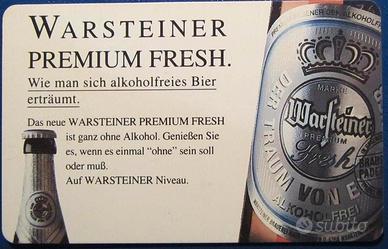 WARSTEINER
PREMIUM FRESH.
Wie man sich alkoholfreies Bier
erträumt.
Das neue WARSTEINER PREMIUM FRESH
ist ganz ohne Alkohol. Genießen Sie
es, wenn es einmal “ohne” sein soll
oder muß.
Auf WARSTEINER Niveau.
MARKE
Warsteiner
PREMIUM
Fresh
DER TRAUM VON E
ALKOHOLFREI
subito